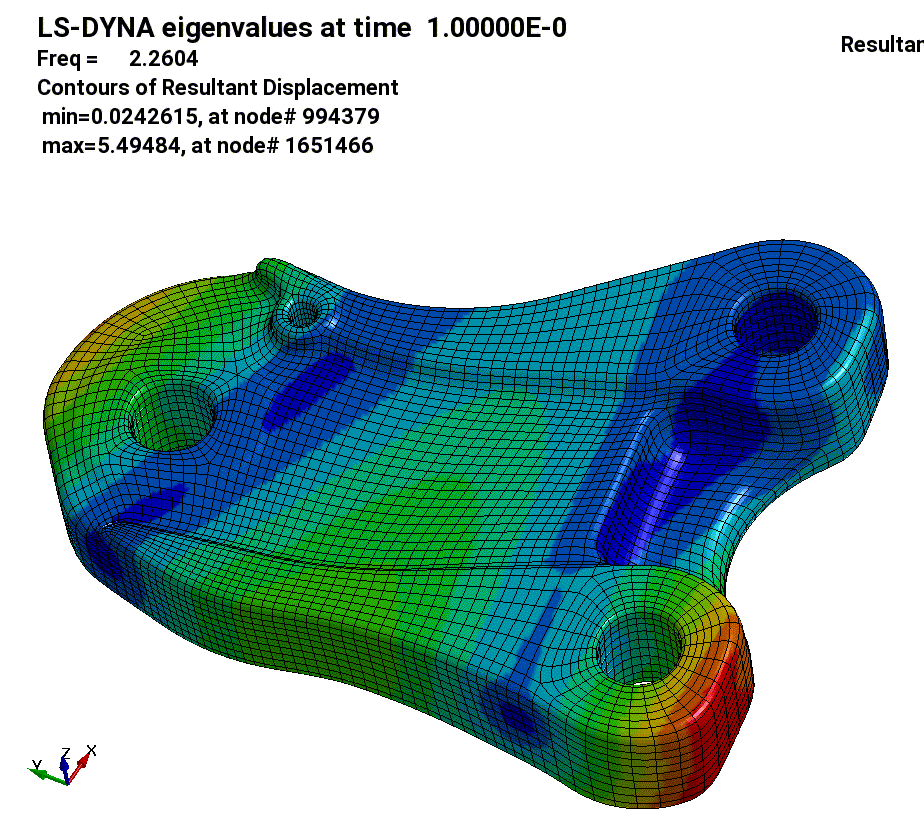 LS-DYNA eigenvalues at time 1.00000E-0
Freq = 2.2604
Resultan
Contours of Resultant Displacement
min=0.0242615, at node# 994379
max=5.49484, at node# 1651466
Y Z X